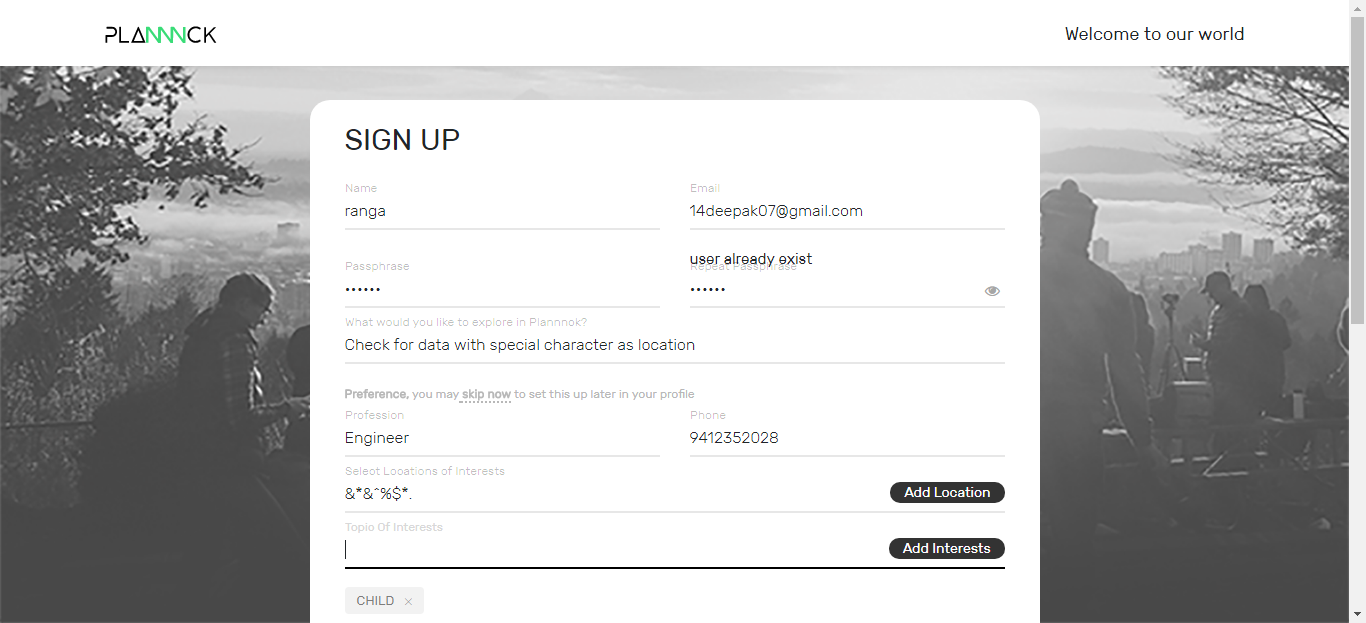 PLANNNCK
Welcome to our world
SIGN UP
Name
Email
ranga
14deepak07@gmail.com
user already exist
Passphrase
Repeat Passphrase
••••••
••••••
What would you like to explore in Plannnok?
Check for data with special character as location
Preference, you may skip now to set this up later in your profile
Profession
Phone
Engineer
9412352028
Select Locations of Interests
&*&^%$*.
Add Location
Topio Of Interests
Add Interests
CHILD ×